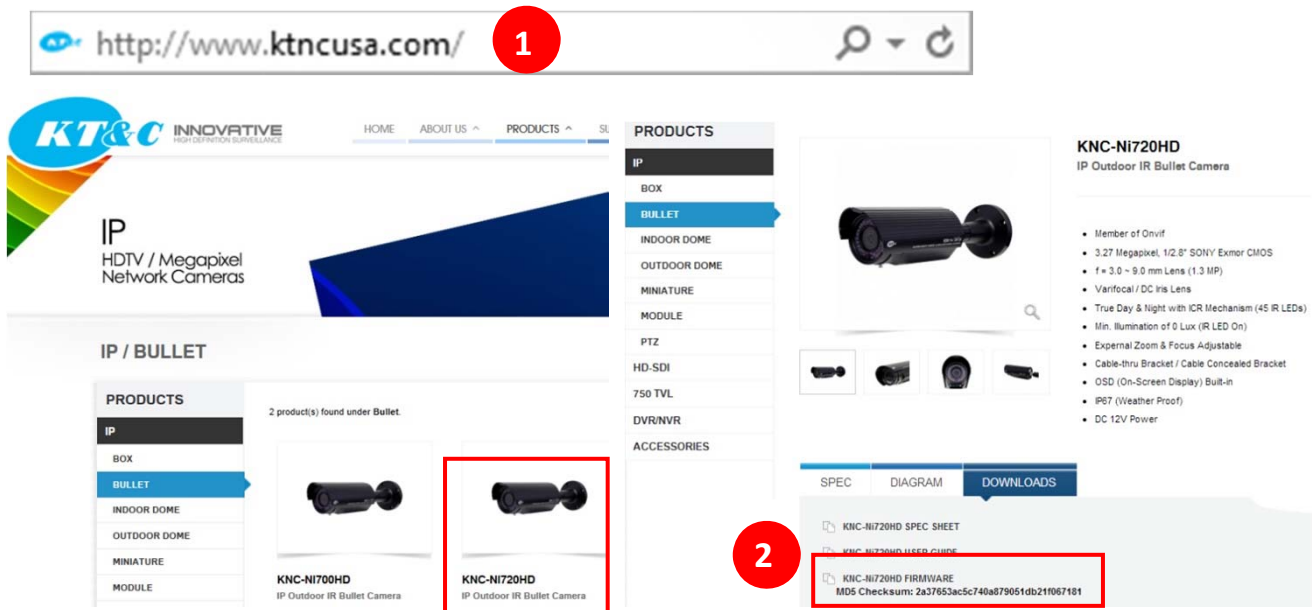 http://www.ktncusa.com/
1
KT&C INNOVATIVE
HIGH DEFINITION SURVEILLANCE
HOME ABOUT US PRODUCTS SU
IP
HDTV / Megapixel
Network Cameras
IP / BULLET
PRODUCTS
IP
BOX
BULLET
INDOOR DOME
OUTDOOR DOME
MINIATURE
MODULE
2 product(s) found under Bullet.
KNC-NI700HD
IP Outdoor IR Bullet Camera
KNC-NI720HD
IP Outdoor IR Bullet Camera
PRODUCTS
IP
BOX
BULLET
INDOOR DOME
OUTDOOR DOME
MINIATURE
MODULE
PTZ
HD-SDI
750 TVL
DVR/NVR
ACCESSORIES
KNC-Ni720HD
IP Outdoor IR Bullet Camera
• Member of Onvif
• 3.27 Megapixel, 1/2.8" SONY Exmor CMOS
• f = 3.0 ~ 9.0 mm Lens (1.3 MP)
• Varifocal / DC Iris Lens
• True Day & Night with ICR Mechanism (45 IR LEDs)
• Min. Illumination of 0 Lux (IR LED On)
• Expernal Zoom & Focus Adjustable
• Cable-thru Bracket / Cable Concealed Bracket
• OSD (On-Screen Display) Built-in
• IP67 (Weather Proof)
• DC 12V Power
SPEC DIAGRAM DOWNLOADS
KNC-Ni720HD SPEC SHEET
2
KNC-Ni720HD USER GUIDE
KNC-Ni720HD FIRMWARE
MD5 Checksum: 2a37653ac5c740a879051db21f067181